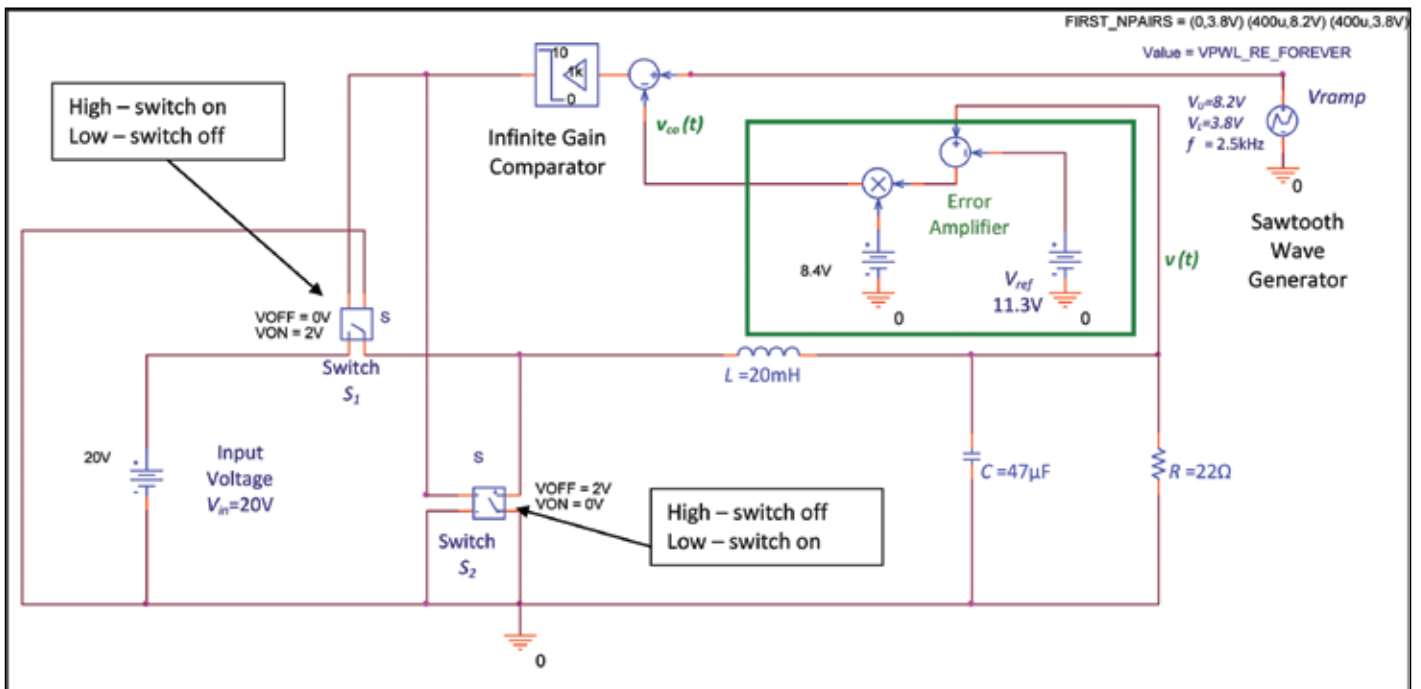 FIRST_NPAIRS = (0,3.8V) (400u,8.2V) (400u,3.8V)
Value = VPWL_RE_FOREVER
10
1k
0
High – switch on
Low – switch off
Infinite Gain
Comparator
vco(t)
+
-
Vramp
VU=8.2V
VL=3.8V
f = 2.5kHz
0
Sawtooth
Wave
Generator
Error
Amplifier
8.4V
0
Vref
11.3V
0
v(t)
VOFF = 0V
VON = 2V
S
Switch
S1
L =20mH
20V
Input
Voltage
Vin=20V
S
VOFF = 2V
VON = 0V
Switch
S2
High – switch off
Low – switch on
C =47µF
R =22Ω
0